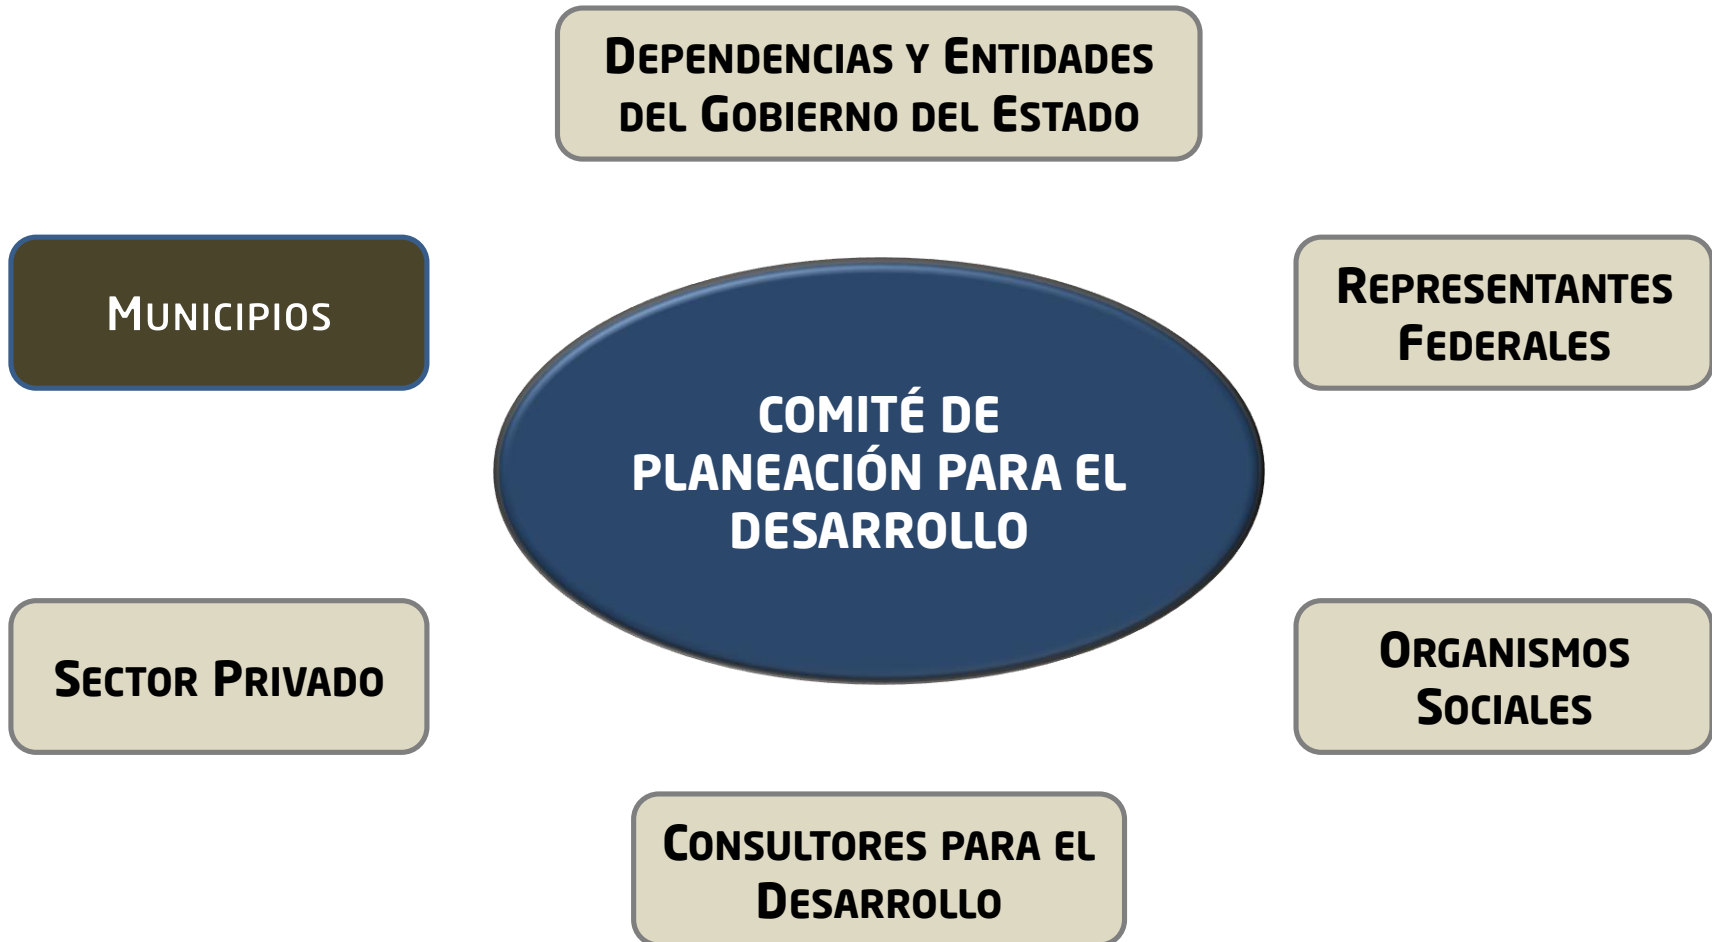 Dependencias y Entidades
del Gobierno del Estado
Municipios
Representantes
Federales
COMITÉ DE
PLANEACIÓN PARA EL
DESARROLLO
Sector Privado
Organismos
Sociales
Consultores para el
Desarrollo